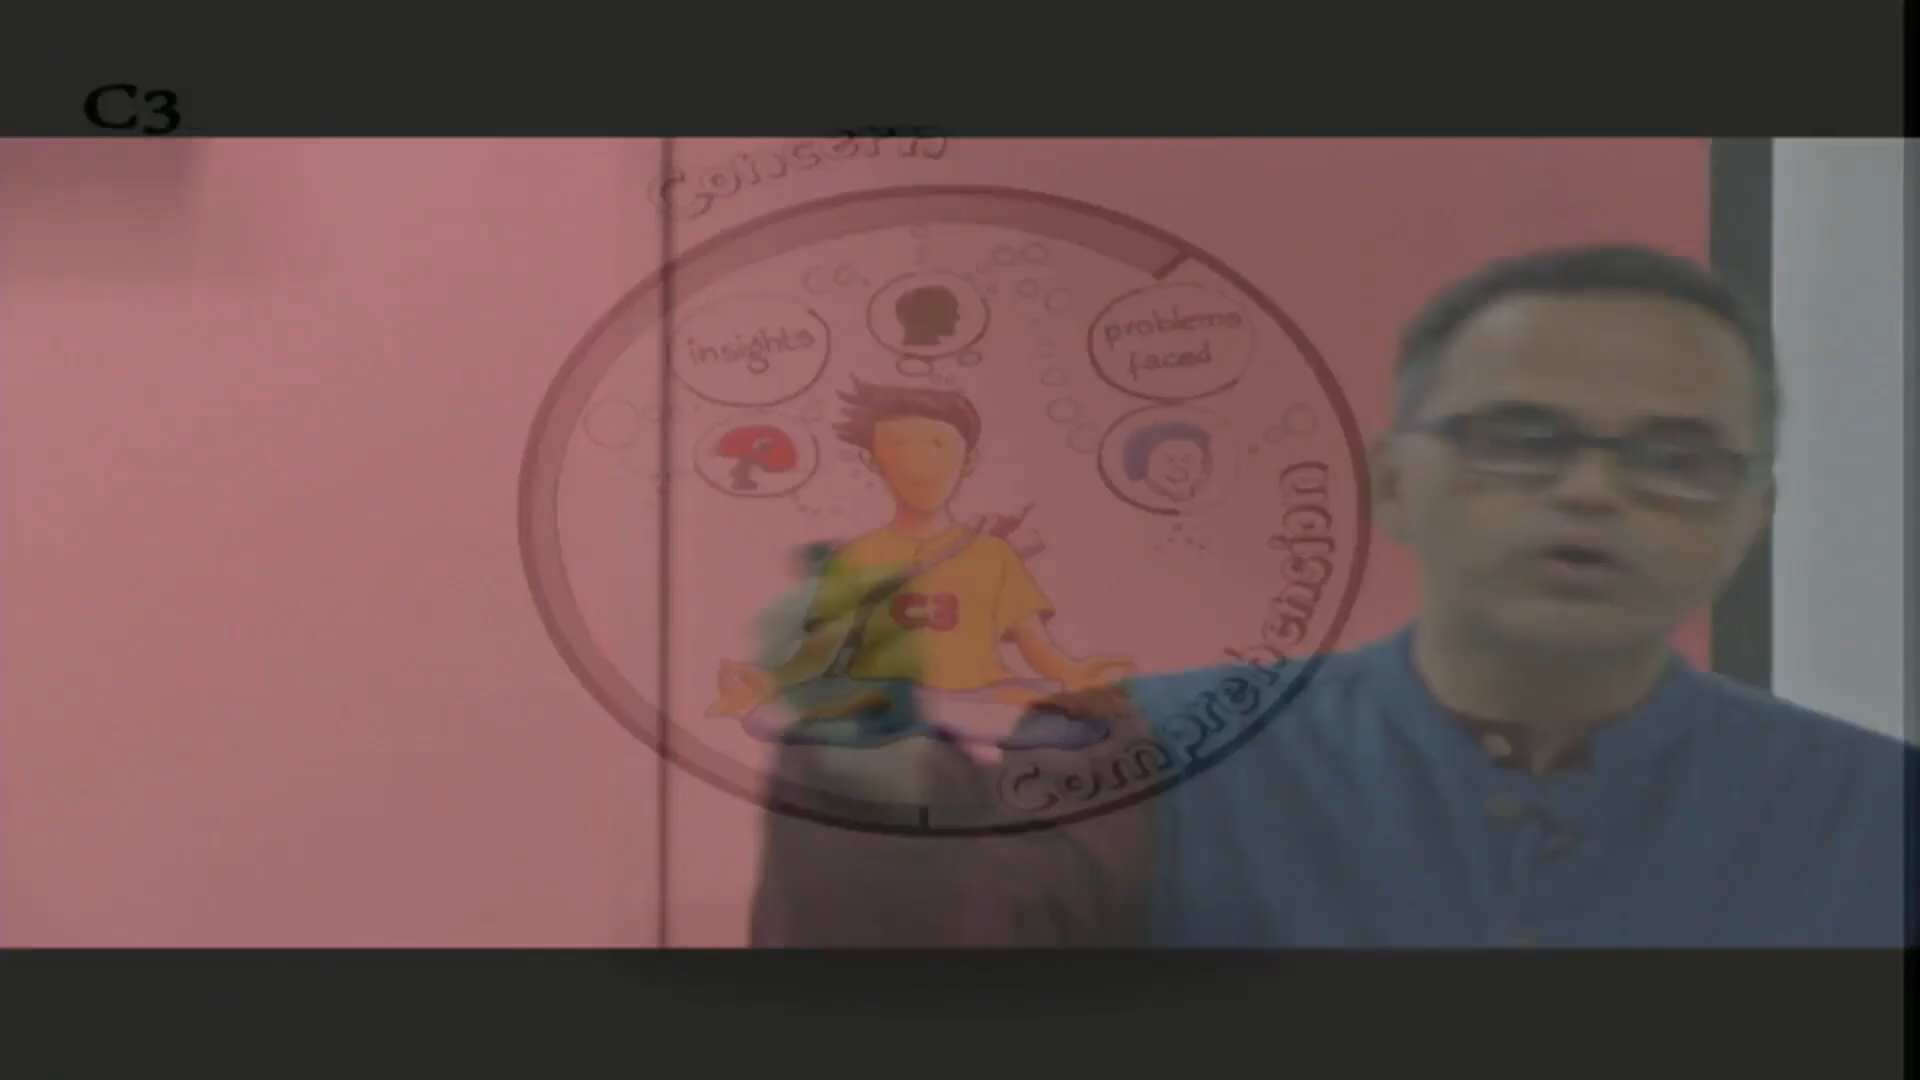 C3
Concern
insights
problems
faced
C3
Comprehension